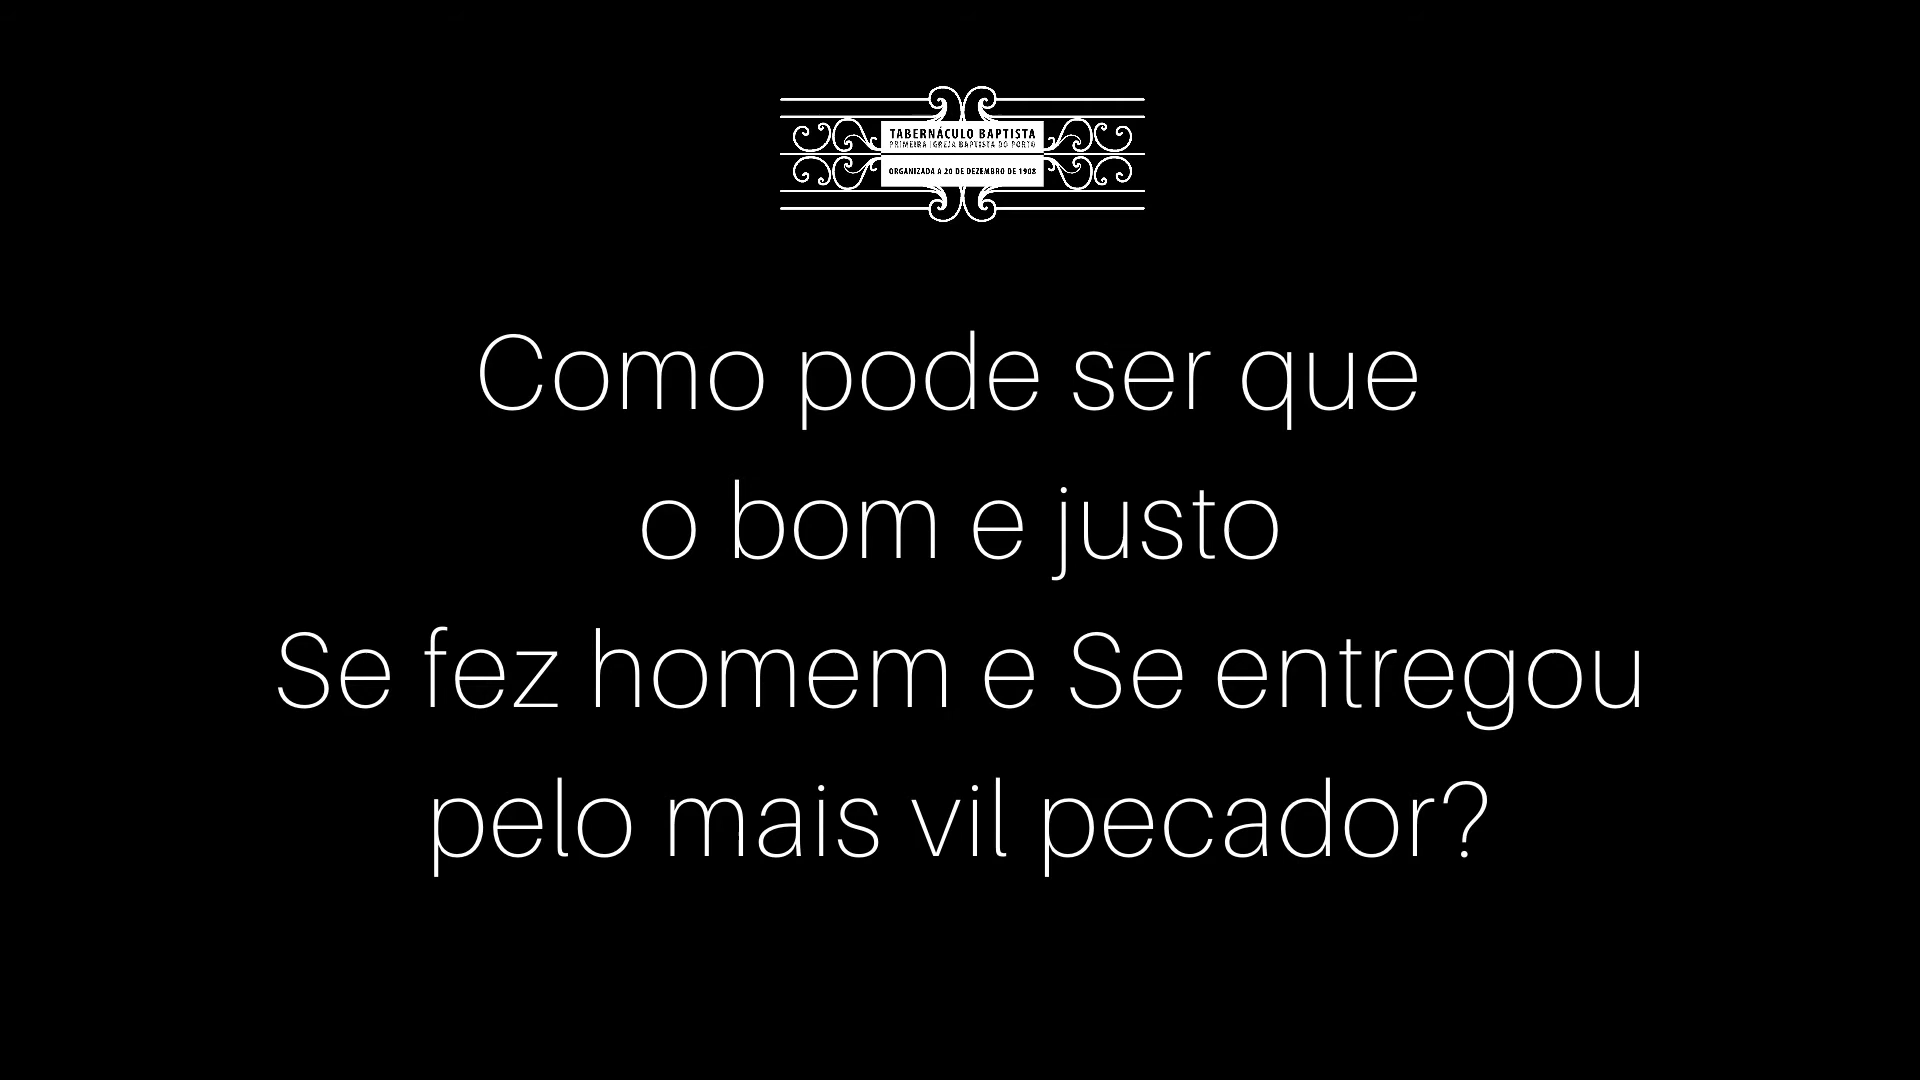 TABERNÁCULO BAPTISTA
PRIMEIRA IGREJA BAPTISTA DO PORTO
ORGANIZADA A 20 DE DEZEMBRO DE 1908
Como pode ser que
o bom e justo
Se fez homem e Se entregou
pelo mais vil pecador?